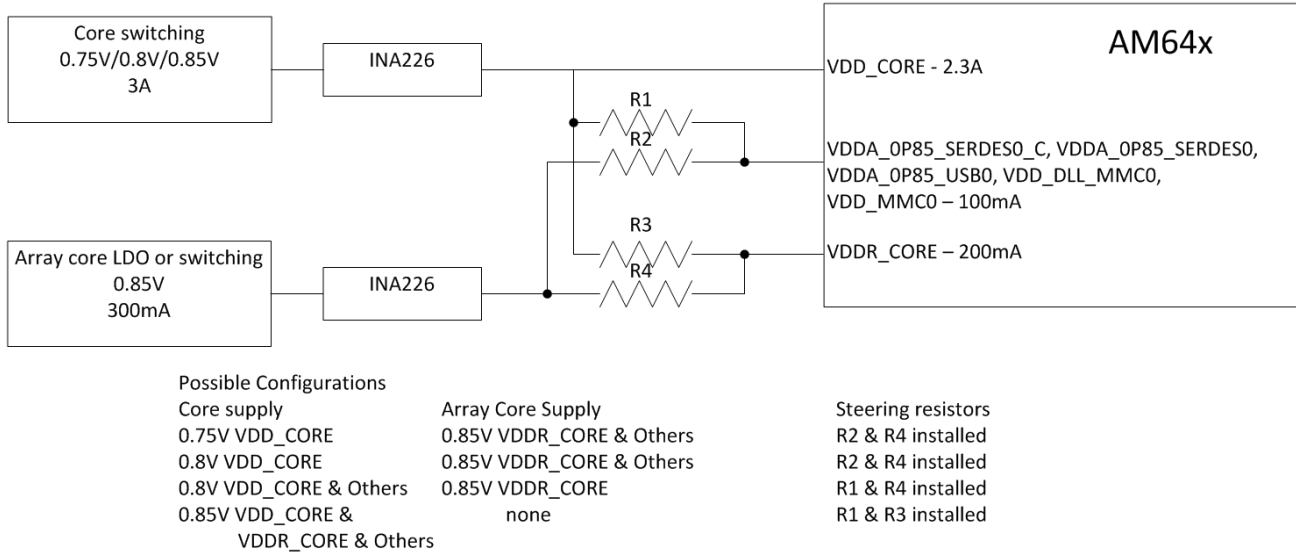 Core switching
0.75V/0.8V/0.85V
3A
INA226
AM64x
VDD_CORE - 2.3A
R1
R2
VDDA_0P85_SERDES0_C, VDDA_0P85_SERDES0,
VDDA_0P85_USB0, VDD_DLL_MMC0,
VDD_MMC0 – 100mA
R3
R4
VDDR_CORE – 200mA
Array core LDO or switching
0.85V
300mA
INA226
Possible Configurations
Core supply Array Core Supply Steering resistors
0.75V VDD_CORE 0.85V VDDR_CORE & Others R2 & R4 installed
0.8V VDD_CORE 0.85V VDDR_CORE & Others R2 & R4 installed
0.8V VDD_CORE & Others 0.85V VDDR_CORE R1 & R4 installed
0.85V VDD_CORE & none R1 & R3 installed
VDDR_CORE & Others